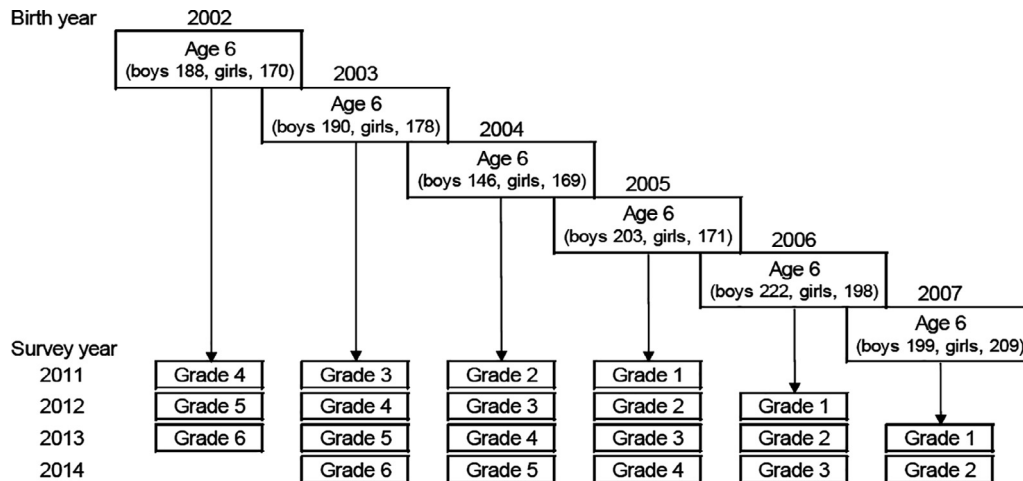 Birth year
2002
Age 6
(boys 188, girls, 170)
2003
Age 6
(boys 190, girls, 178)
2004
Age 6
(boys 146, girls, 169)
2005
Age 6
(boys 203, girls, 171)
2006
Age 6
(boys 222, girls, 198)
2007
Age 6
(boys 199, girls, 209)
Survey year
2011 Grade 4 Grade 3 Grade 2 Grade 1
2012 Grade 5 Grade 4 Grade 3 Grade 2 Grade 1
2013 Grade 6 Grade 5 Grade 4 Grade 3 Grade 2 Grade 1
2014 Grade 6 Grade 5 Grade 4 Grade 3 Grade 2